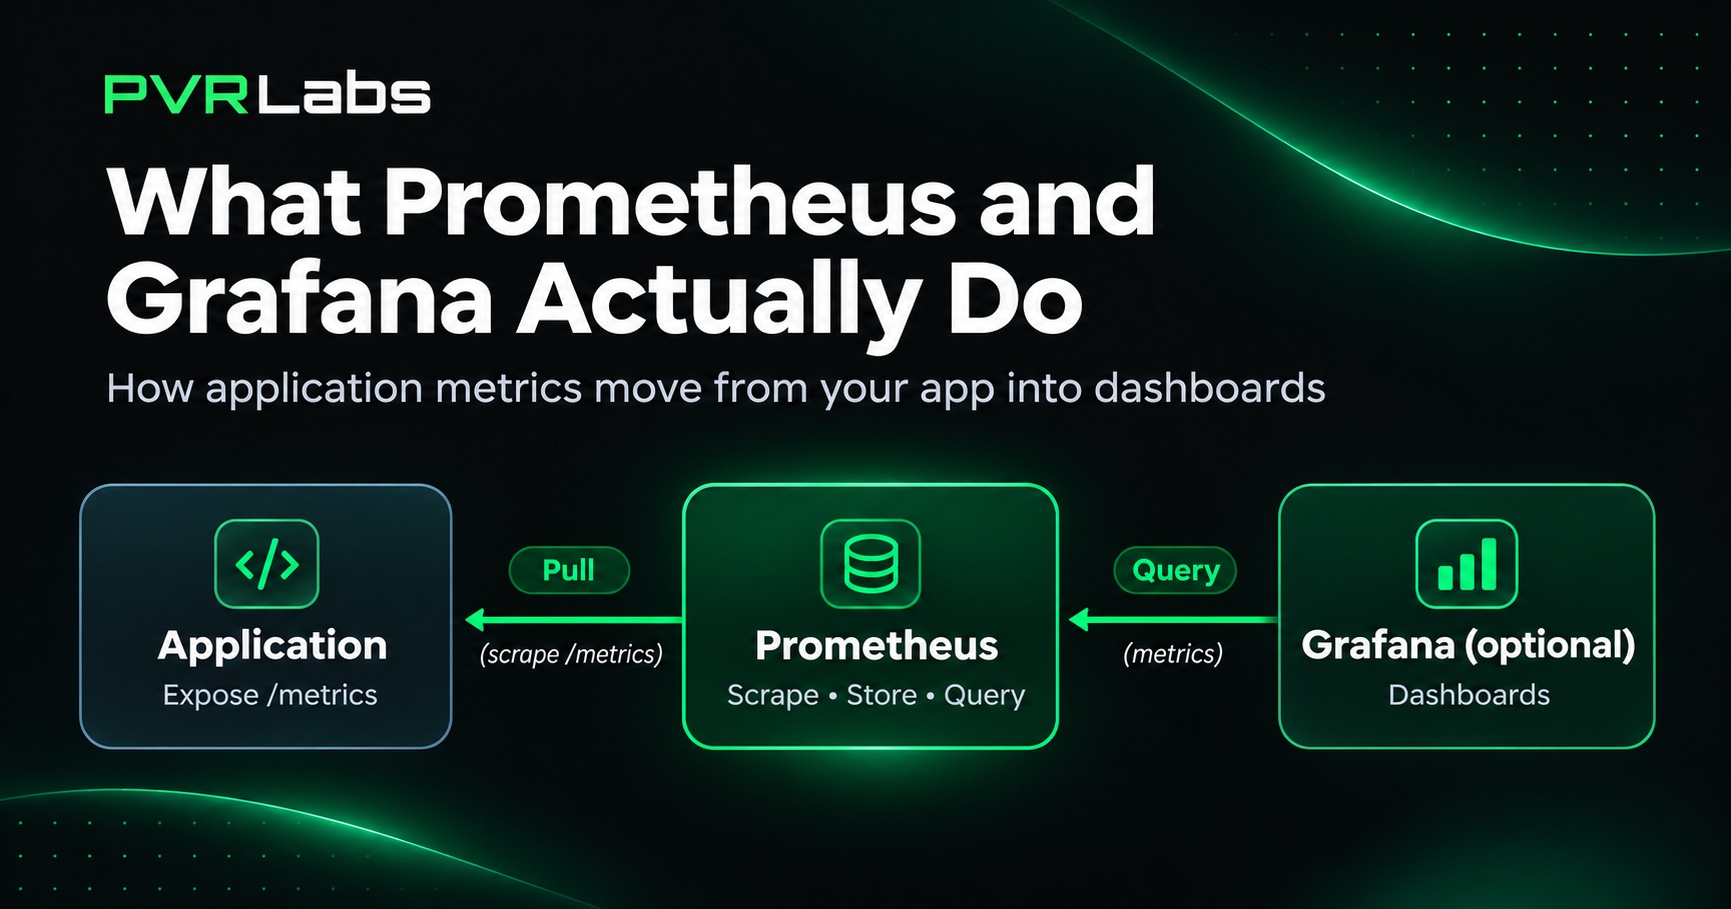 PVRLabs
What Prometheus and
Grafana Actually Do
How application metrics move from your app into dashboards
Application
Expose /metrics
Pull
(scrape /metrics)
Prometheus
Scrape • Store • Query
Query
(metrics)
Grafana (optional)
Dashboards